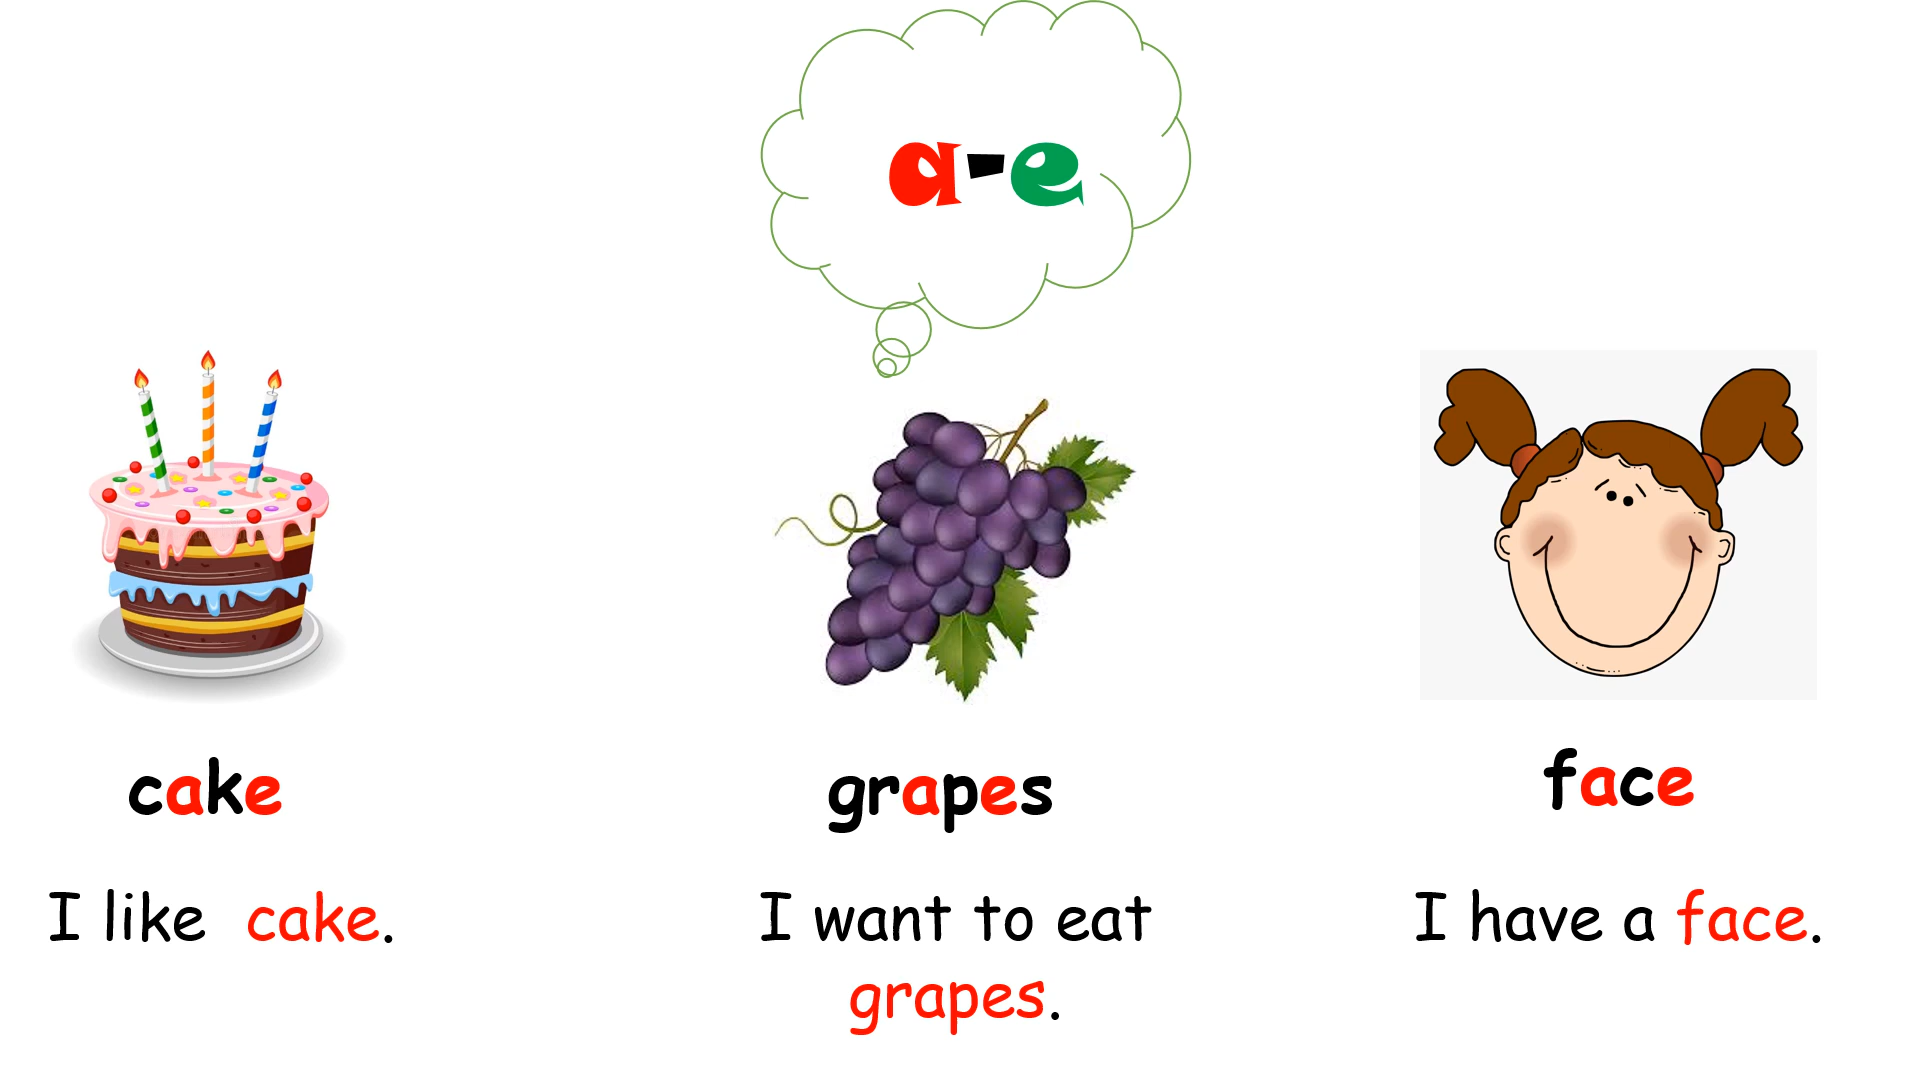 a-e
cake
grapes
face
I like cake.
I want to eat
grapes.
I have a face.